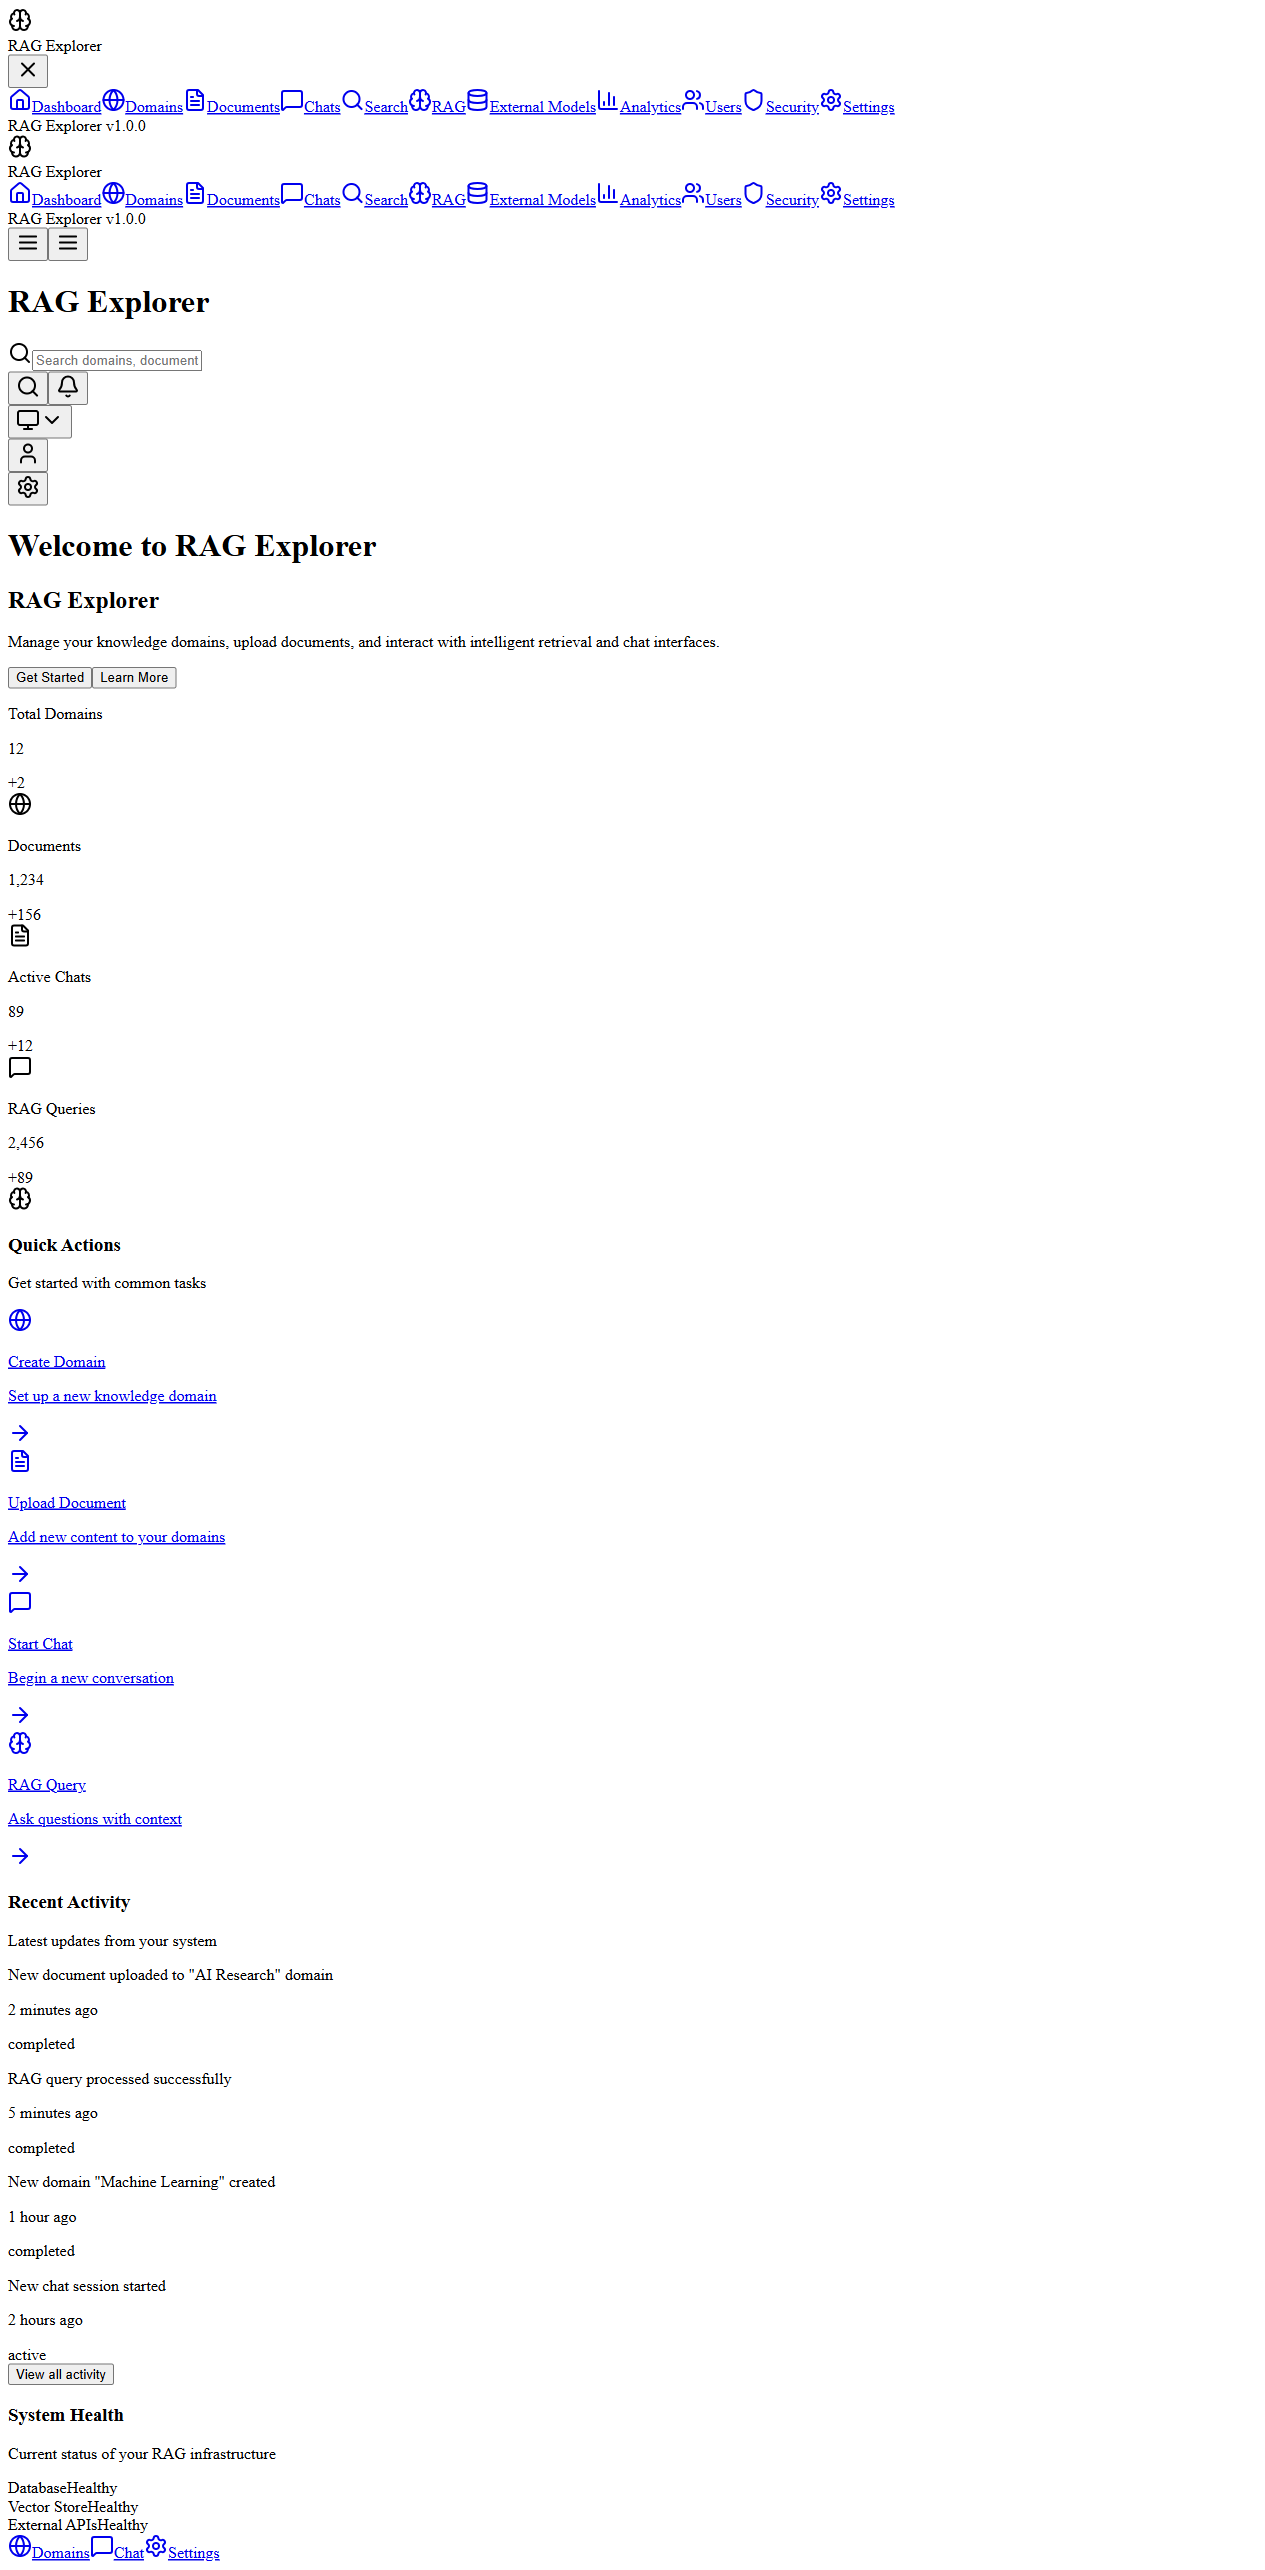 RAG Explorer
Dashboard Domains Documents Chats Search RAG External Models Analytics Users Security Settings
RAG Explorer v1.0.0
RAG Explorer
Dashboard Domains Documents Chats Search RAG External Models Analytics Users Security Settings
RAG Explorer v1.0.0
RAG Explorer
Search domains, document
Welcome to RAG Explorer
RAG Explorer
Manage your knowledge domains, upload documents, and interact with intelligent retrieval and chat interfaces.
Get Started Learn More
Total Domains
12
+2
Documents
1,234
+156
Active Chats
89
+12
RAG Queries
2,456
+89
Quick Actions
Get started with common tasks
Create Domain
Set up a new knowledge domain
Upload Document
Add new content to your domains
Start Chat
Begin a new conversation
RAG Query
Ask questions with context
Recent Activity
Latest updates from your system
New document uploaded to "AI Research" domain
2 minutes ago
completed
RAG query processed successfully
5 minutes ago
completed
New domain "Machine Learning" created
1 hour ago
completed
New chat session started
2 hours ago
active
View all activity
System Health
Current status of your RAG infrastructure
DatabaseHealthy
Vector StoreHealthy
External APIsHealthy
Domains Chat Settings